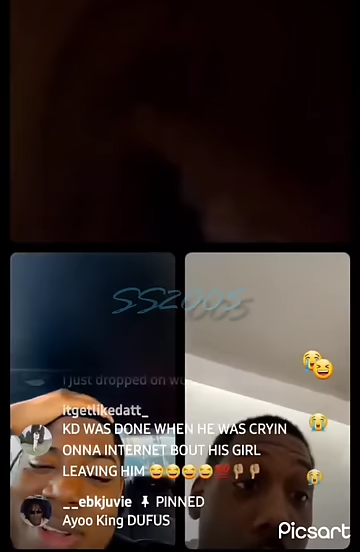 SS200S
I just dropped on
itgetlikedatt_
KD WAS DONE WHEN HE WAS CRYIN
ONNA INTERNET BOUT HIS GIRL
LEAVING HIM 😂😂😂😂💯👎🏽👎🏽
__ebkjuvie 📌 PINNED
Ayoo King DUFUS
Picsart